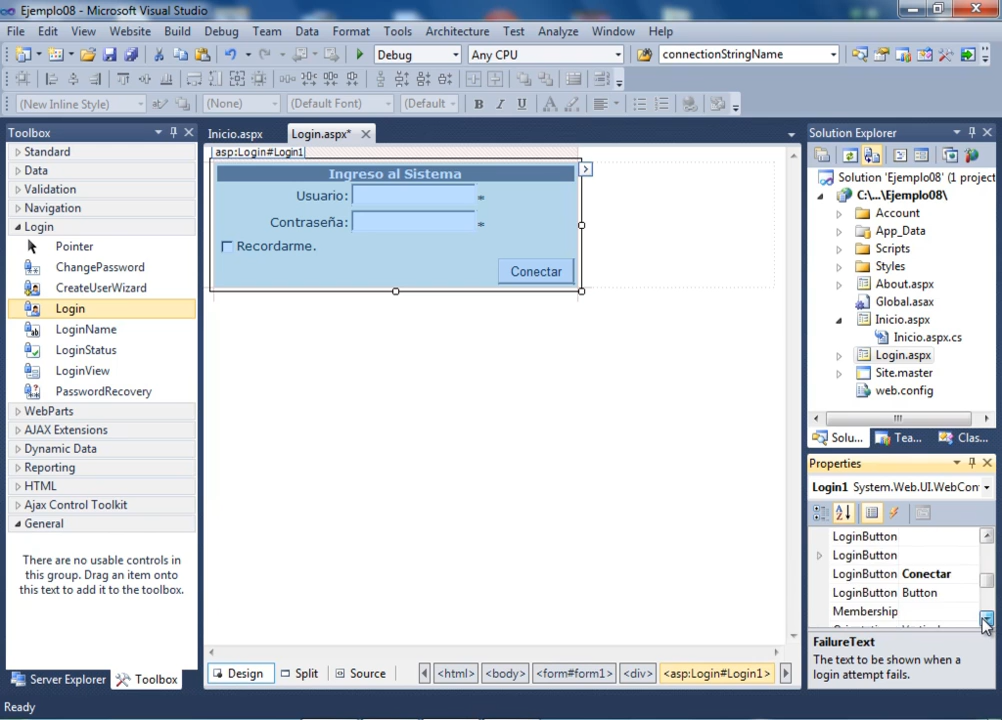 Ejemplo08 - Microsoft Visual Studio
File Edit View Website Build Debug Team Data Format Tools Architecture Test Analyze Window Help
Debug Any CPU connectionStringName
(New Inline Style) (None) (Default Font) (Default B I U A
Toolbox
Standard
Data
Validation
Navigation
Login
Pointer
ChangePassword
CreateUserWizard
Login
LoginName
LoginStatus
LoginView
PasswordRecovery
WebParts
AJAX Extensions
Dynamic Data
Reporting
HTML
Ajax Control Toolkit
General
There are no usable controls in
this group. Drag an item onto
this text to add it to the toolbox.
Server Explorer Toolbox
Inicio.aspx Login.aspx*
asp:Login#Login1
Ingreso al Sistema
Usuario: *
Contraseña: *
Recordarme.
Conectar
Design Split Source <html> <body> <form#form1> <div> <asp:Login#Login1>
Solution Explorer
Solution 'Ejemplo08' (1 project
C:\...\Ejemplo08\
Account
App_Data
Scripts
Styles
About.aspx
Global.asax
Inicio.aspx
Inicio.aspx.cs
Login.aspx
Site.master
web.config
Solu... Tea... Clas...
Properties
Login1 System.Web.UI.WebCon
LoginButton
LoginButton
LoginButton Conectar
LoginButton Button
Membership
FailureText
The text to be shown when a
login attempt fails.
Ready